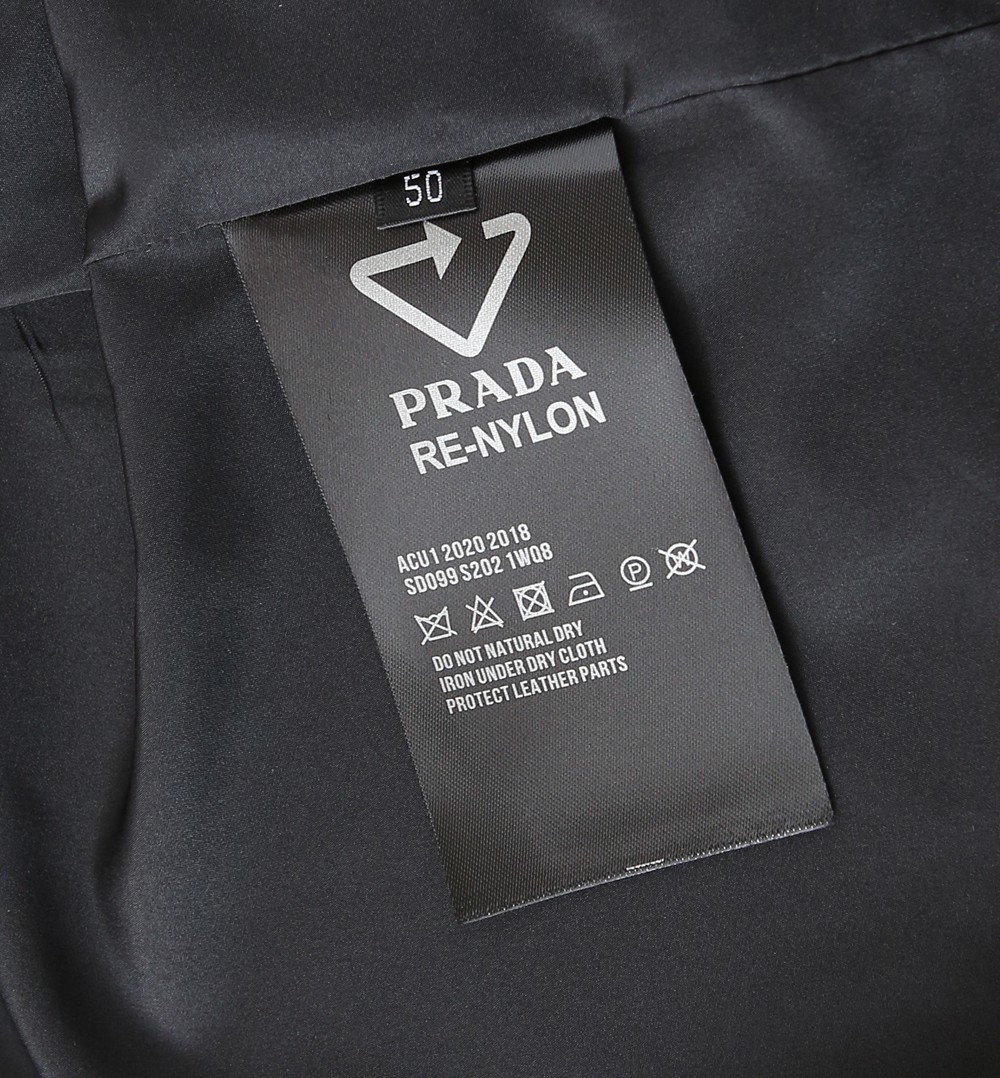 50
PRADA
RE-NYLON
ACU1 2020 2018
SD099 S202 1WQ8
P W
DO NOT NATURAL DRY
IRON UNDER DRY CLOTH
PROTECT LEATHER PARTS